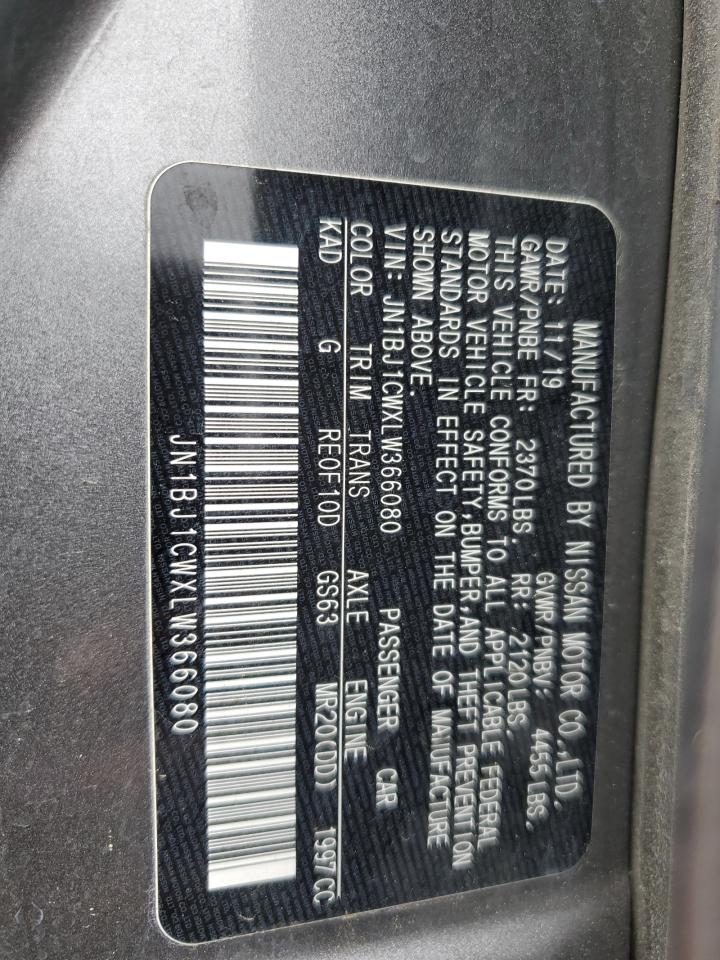 MANUFACTURED BY NISSAN MOTOR CO.,LTD.
DATE: 11/19 GVWR/PNBV: 4455LBS.
GAWR/PNBE FR: 2370LBS RR: 2120LBS.
THIS VEHICLE CONFORMS TO ALL APPLICABLE FEDERAL
MOTOR VEHICLE SAFETY,BUMPER,AND THEFT PREVENTION
STANDARDS IN EFFECT ON THE DATE OF MANUFACTURE
SHOWN ABOVE.
VIN: JN1BJ1CWXLW366080 PASSENGER CAR
COLOR TRIM TRANS AXLE ENGINE
KAD G RE0F10D GS63 MR20(DD) 1997CC
JN1BJ1CWXLW366080